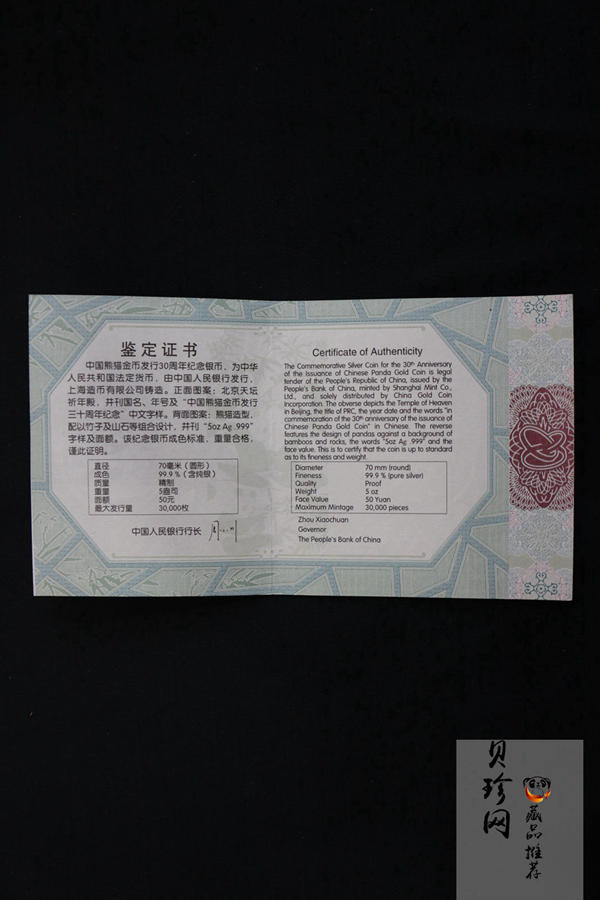 鉴定证书
中国熊猫金币发行30周年纪念银币，为中华
人民共和国法定货币，由中国人民银行发行，
上海造币有限公司铸造。正面图案：北京天坛
祈年殿，并刊国名、年号及“中国熊猫金币发行
三十周年纪念”中文字样。背面图案：熊猫造型，
配以竹子及山石等组合设计，并刊“5oz Ag .999”
字样及面额。该纪念银币成色标准，重量合格，
谨此证明。
直径 70毫米（圆形）
成色 99.9%（含纯银）
质量 精制
重量 5盎司
面额 50元
最大发行量 30,000枚
中国人民银行行长
Certificate of Authenticity
The Commemorative Silver Coin for the 30th Anniversary
of the Issuance of Chinese Panda Gold Coin is legal
tender of the People's Republic of China, issued by the
People's Bank of China, minted by Shanghai Mint Co.,
Ltd., and solely distributed by China Gold Coin
Incorporation. The obverse depicts the Temple of Heaven
in Beijing, the title of PRC, the year date and the words "in
commemoration of the 30th anniversary of the issuance of
Chinese Panda Gold Coin" in Chinese. The reverse
features the design of pandas against a background of
bamboos and rocks, the words "5oz Ag .999" and the
face value. This is to certify that the coin is up to standard
as to its fineness and weight.
Diameter 70 mm (round)
Fineness 99.9 % (pure silver)
Quality Proof
Weight 5 oz
Face Value 50 Yuan
Maximum Mintage 30,000 pieces
Zhou Xiaochuan
Governor
The People's Bank of China
贝珍网
藏品推荐